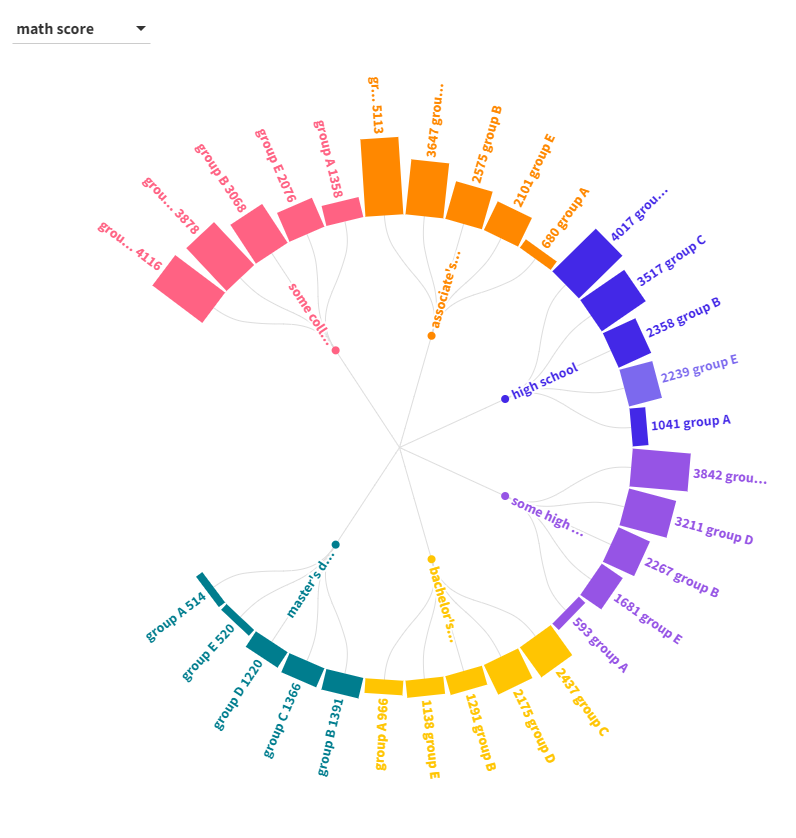 math score
grou... 4116
grou... 3878
group B 3068
group E 2076
group A 1358
gr... 5113
3647 grou...
2575 group B
2101 group E
680 group A
4017 grou...
3517 group C
2358 group B
2239 group E
1041 group A
3842 grou...
3211 group D
2267 group B
1681 group E
593 group A
2437 group C
2175 group D
1291 group B
1138 group E
group A 966
group B 1391
group C 1366
group D 1220
group E 520
group A 514
some coll...
associate's...
high school
some high ...
bachelor's...
master's d...